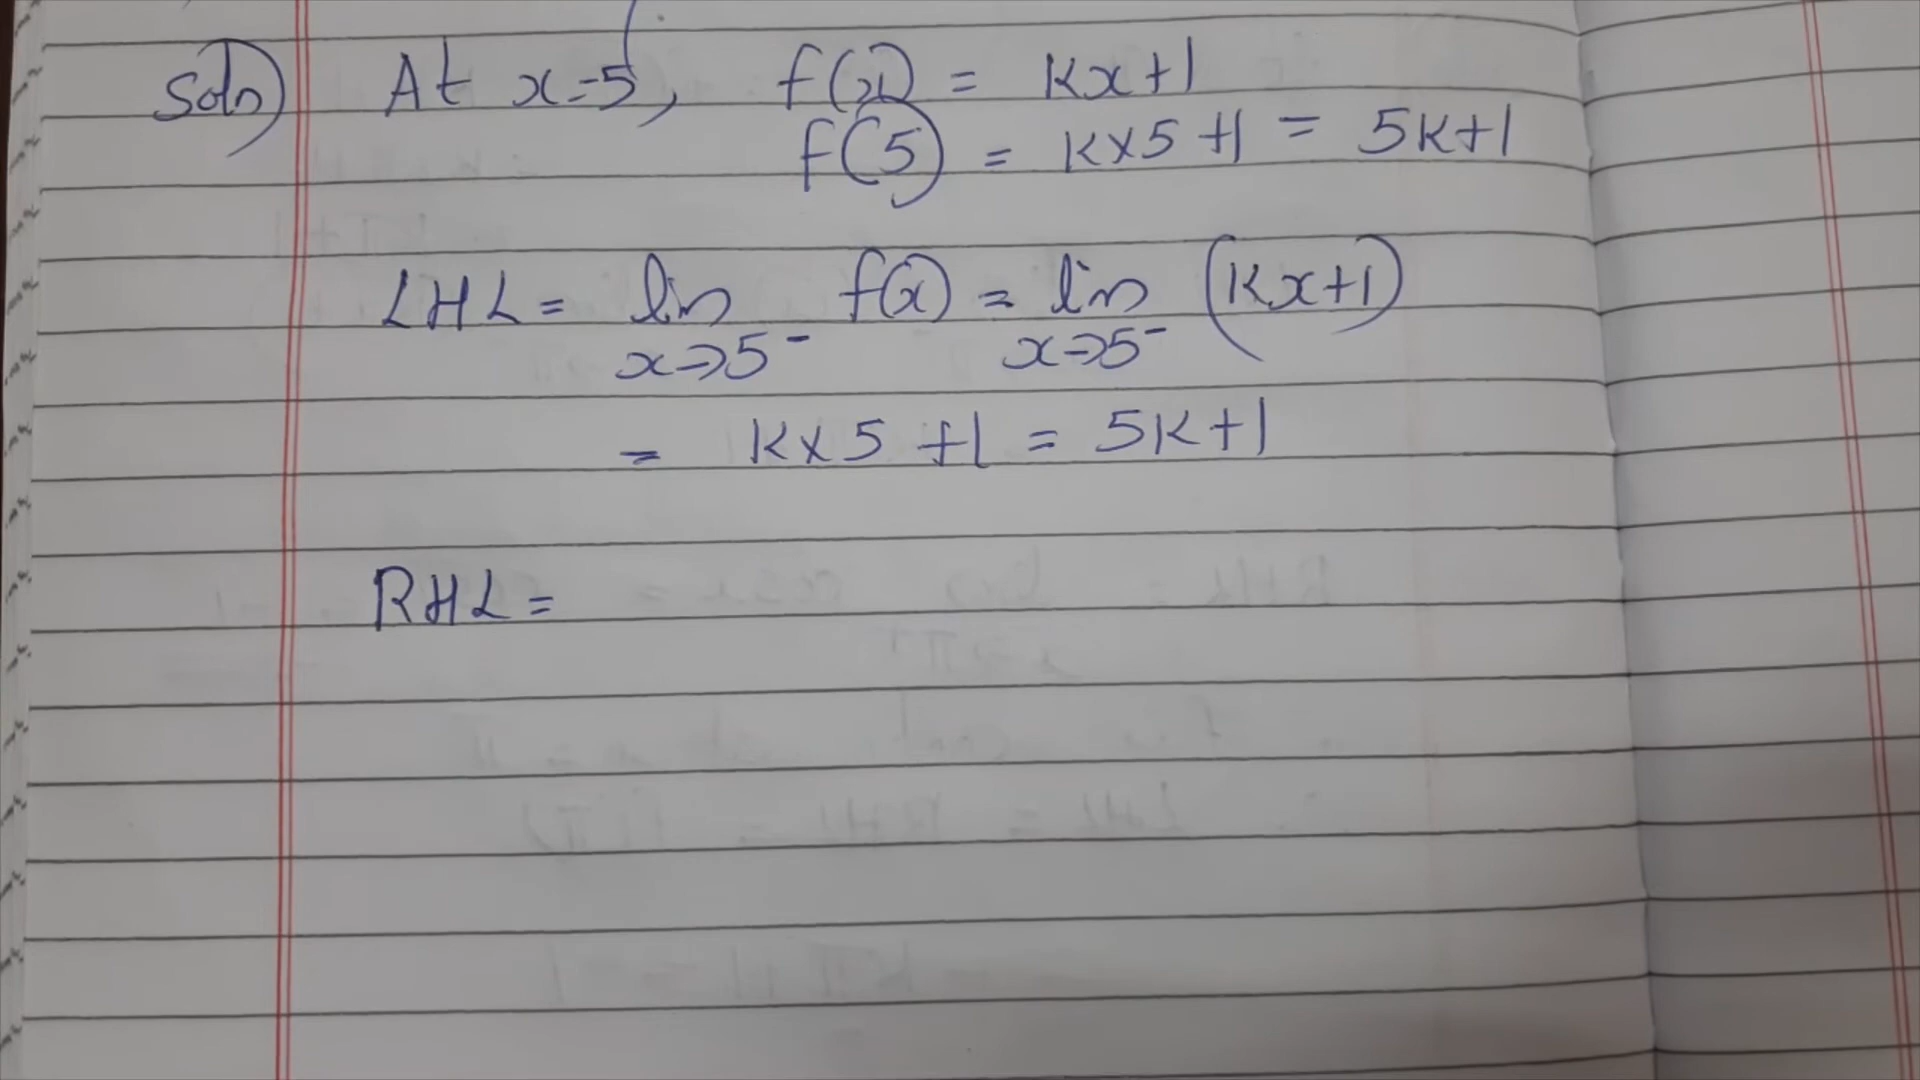 Soln) At x=5, f(x) = Kx+1
f(5) = K×5+1 = 5K+1
LHL = lim f(x) = lim (Kx+1)
x→5⁻ x→5⁻
= K×5+1 = 5K+1
RHL =